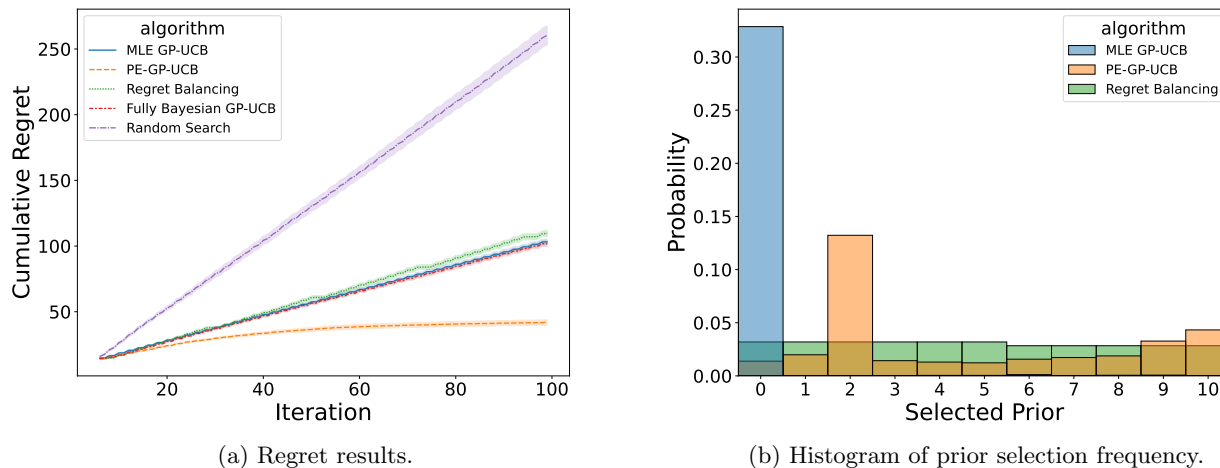 algorithm
MLE GP-UCB
PE-GP-UCB
Regret Balancing
Fully Bayesian GP-UCB
Random Search
Cumulative Regret
250
200
150
100
50
20
40
60
80
100
Iteration
(a) Regret results.
algorithm
MLE GP-UCB
PE-GP-UCB
Regret Balancing
Probability
0.30
0.25
0.20
0.15
0.10
0.05
0.00
0 1 2 3 4 5 6 7 8 9 10
Selected Prior
(b) Histogram of prior selection frequency.